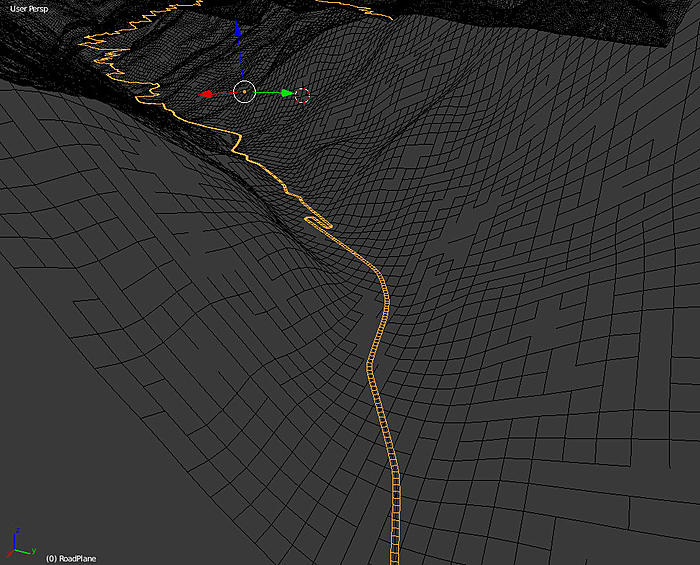 User Persp
z
y
(0) RoadPlane